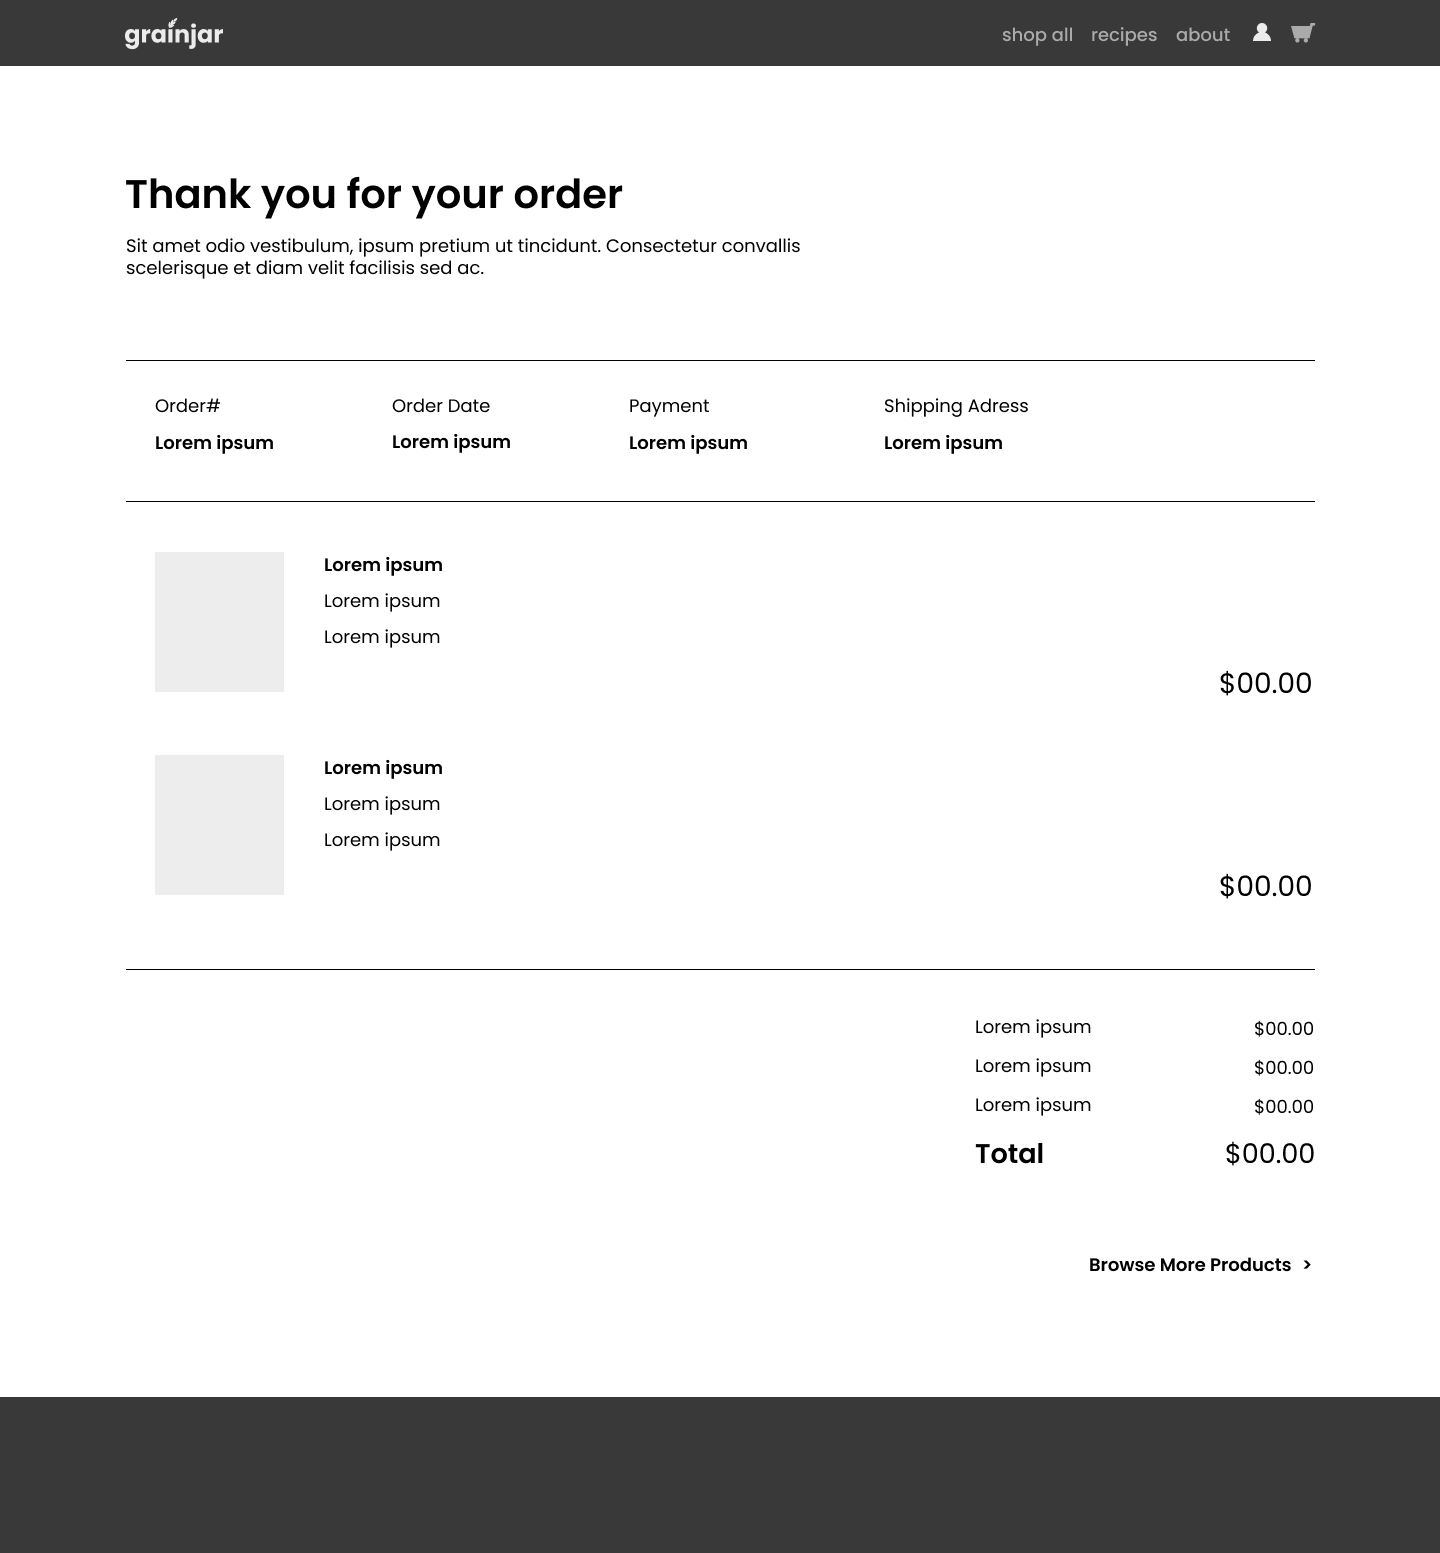 grainjar
shop all recipes about
Thank you for your order
Sit amet odio vestibulum, ipsum pretium ut tincidunt. Consectetur convallis
scelerisque et diam velit facilisis sed ac.
Order# Order Date Payment Shipping Adress
Lorem ipsum Lorem ipsum Lorem ipsum Lorem ipsum
Lorem ipsum
Lorem ipsum
Lorem ipsum
$00.00
Lorem ipsum
Lorem ipsum
Lorem ipsum
$00.00
Lorem ipsum $00.00
Lorem ipsum $00.00
Lorem ipsum $00.00
Total $00.00
Browse More Products >